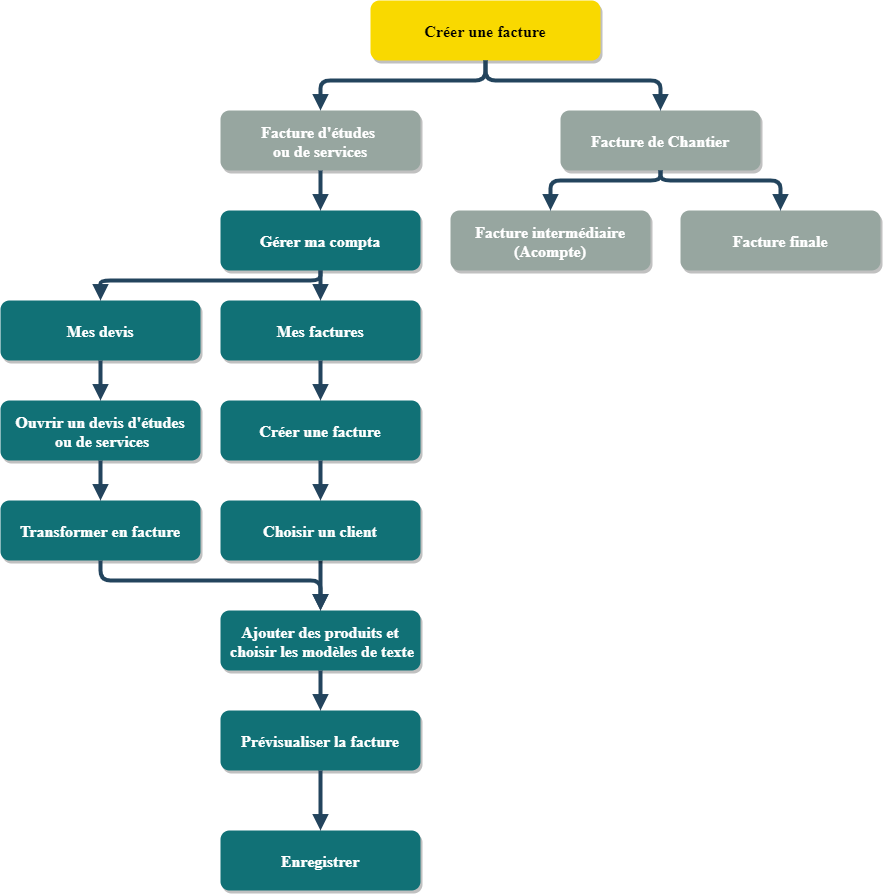 Créer une facture
Facture d'études
ou de services
Facture de Chantier
Gérer ma compta
Facture intermédiaire
(Acompte)
Facture finale
Mes devis
Mes factures
Ouvrir un devis d'études
ou de services
Créer une facture
Transformer en facture
Choisir un client
Ajouter des produits et
choisir les modèles de texte
Prévisualiser la facture
Enregistrer